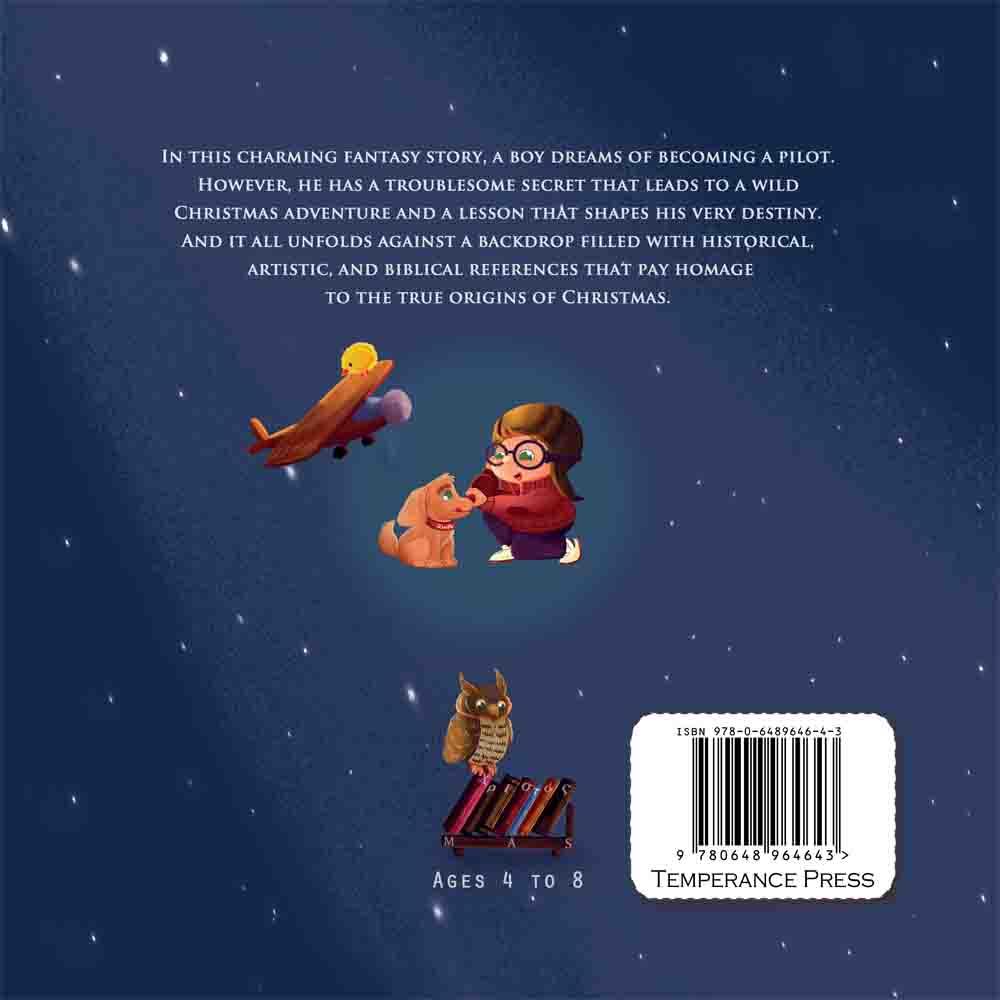 IN THIS CHARMING FANTASY STORY, A BOY DREAMS OF BECOMING A PILOT.
HOWEVER, HE HAS A TROUBLESOME SECRET THAT LEADS TO A WILD
CHRISTMAS ADVENTURE AND A LESSON THAT SHAPES HIS VERY DESTINY.
AND IT ALL UNFOLDS AGAINST A BACKDROP FILLED WITH HISTORICAL,
ARTISTIC, AND BIBLICAL REFERENCES THAT PAY HOMAGE
TO THE TRUE ORIGINS OF CHRISTMAS.
M A S
AGES 4 TO 8
ISBN 978-0-6489646-4-3
9 780648 964643 >
TEMPERANCE PRESS